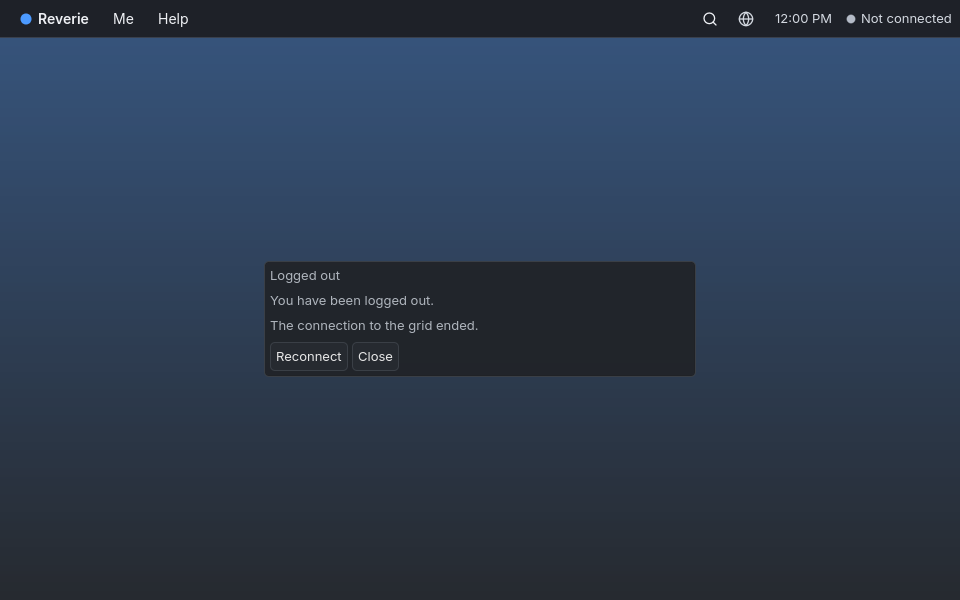 Reverie Me Help 12:00 PM Not connected
Logged out
You have been logged out.
The connection to the grid ended.
Reconnect Close